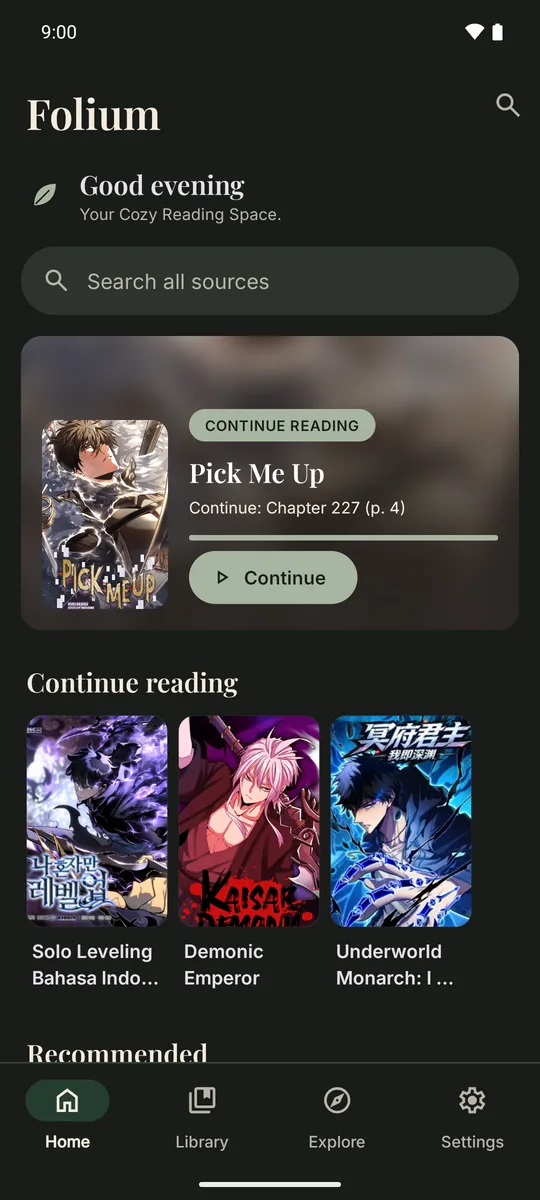 9:00
Folium
Good evening
Your Cozy Reading Space.
Search all sources
CONTINUE READING
Pick Me Up
Continue: Chapter 227 (p. 4)
PICK ME UP
Continue
Continue reading
나 혼자만
레벨업
KAISAR
DEMONIC
冥府君主
我即深渊
Solo Leveling
Bahasa Indo...
Demonic
Emperor
Underworld
Monarch: I ...
Recommended
Home
Library
Explore
Settings